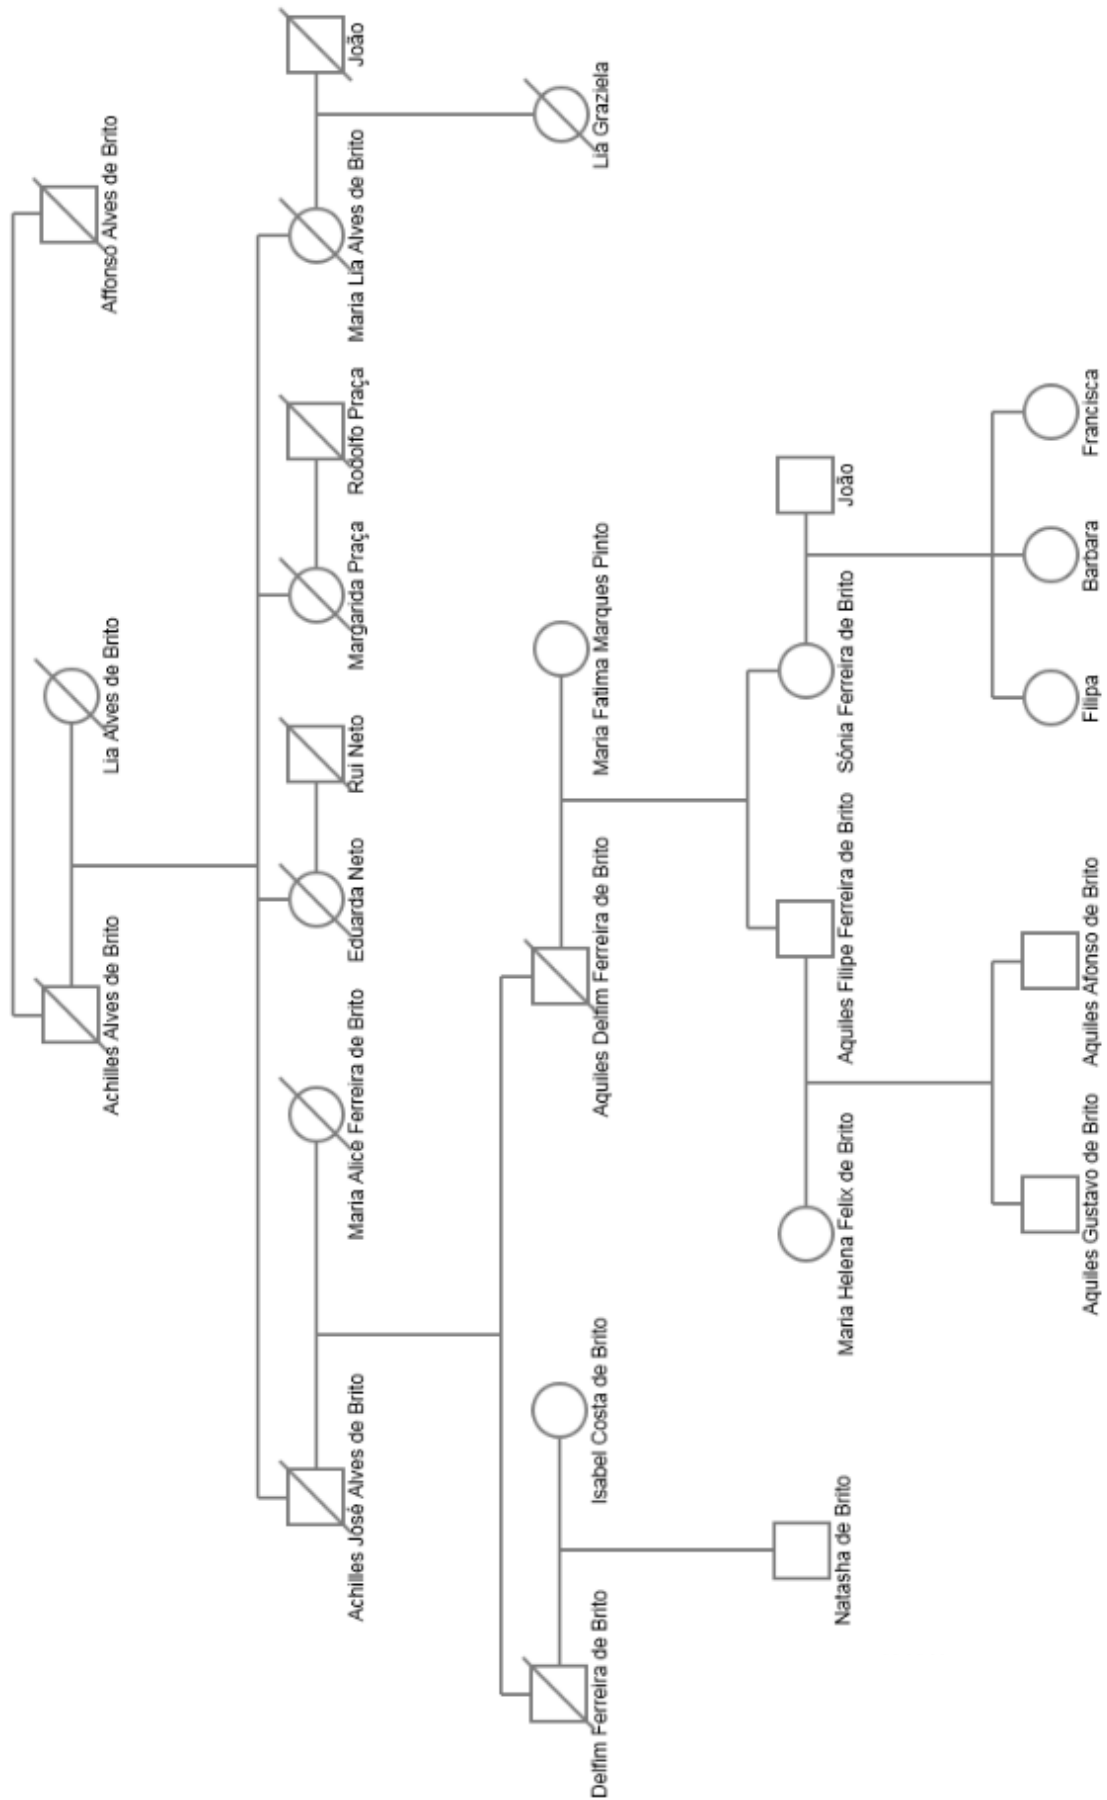 Achilles Alves de Brito
Lia Alves de Brito
Affonso Alves de Brito
Achilles José Alves de Brito
Maria Alice Ferreira de Brito
Eduarda Neto
Rui Neto
Margarida Praça
Rodolfo Praça
Maria Lia Alves de Brito
João
Delfim Ferreira de Brito
Isabel Costa de Brito
Aquiles Delfim Ferreira de Brito
Maria Fatima Marques Pinto
Lia Graziela
Natasha de Brito
Maria Helena Felix de Brito
Aquiles Filipe Ferreira de Brito
Sónia Ferreira de Brito
João
Aquiles Gustavo de Brito
Aquiles Afonso de Brito
Filipa
Barbara
Francisca